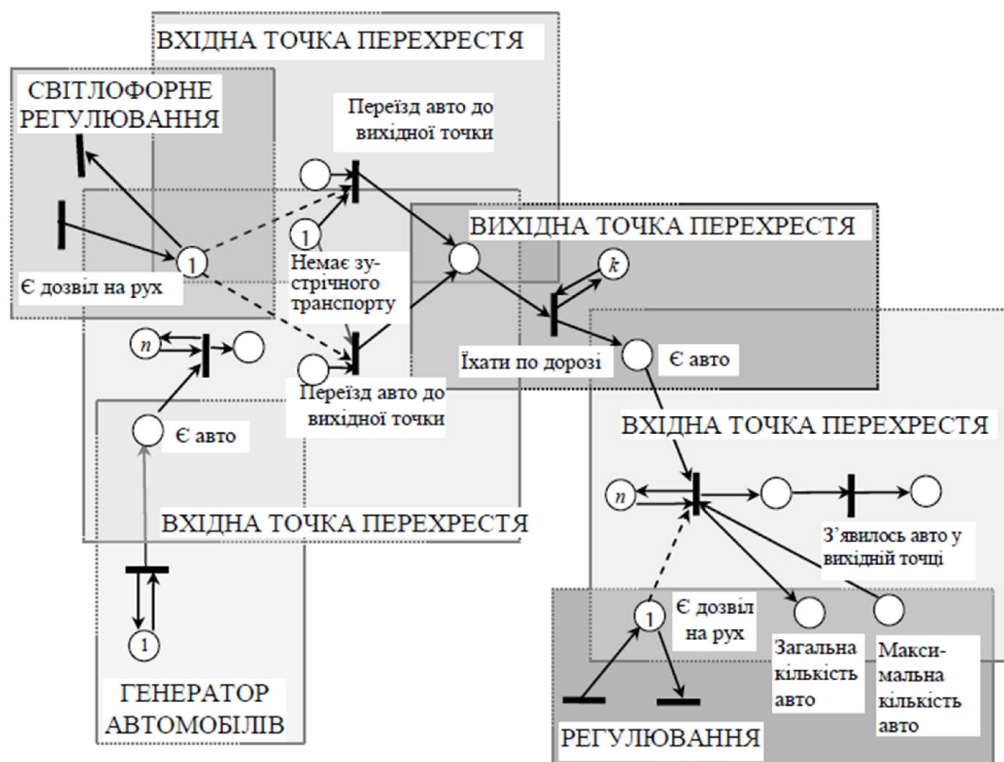 ВХІДНА ТОЧКА ПЕРЕХРЕСТЯ
СВІТЛОФОРНЕ
РЕГУЛЮВАННЯ
Переїзд авто до
вихідної точки
ВИХІДНА ТОЧКА ПЕРЕХРЕСТЯ
1
1
k
Є дозвіл на рух
Немає зу-
стрічного
транспорту
n
Їхати по дорозі
Є авто
Переїзд авто до
вихідної точки
Є авто
ВХІДНА ТОЧКА ПЕРЕХРЕСТЯ
n
ВХІДНА ТОЧКА ПЕРЕХРЕСТЯ
З’явилось авто у
вихідній точці
1
Є дозвіл
на рух
1
Загальна
кількість
авто
Макси-
мальна
кількість
авто
ГЕНЕРАТОР
АВТОМОБІЛІВ
РЕГУЛЮВАННЯ